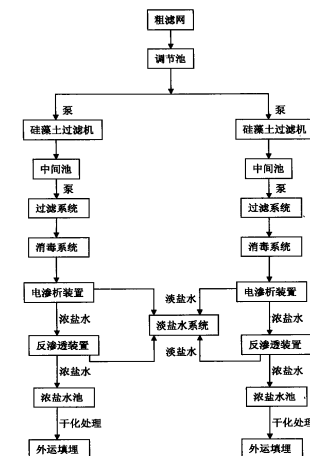 粗滤网
调节池
泵 泵
硅藻土过滤机 硅藻土过滤机
中间池 中间池
泵 泵
过滤系统 过滤系统
消毒系统 消毒系统
电渗析装置 淡盐水 电渗析装置
浓盐水 淡盐水系统 浓盐水
反渗透装置 淡盐水 反渗透装置
浓盐水 浓盐水
浓盐水池 浓盐水池
干化处理 干化处理
外运填埋 外运填埋